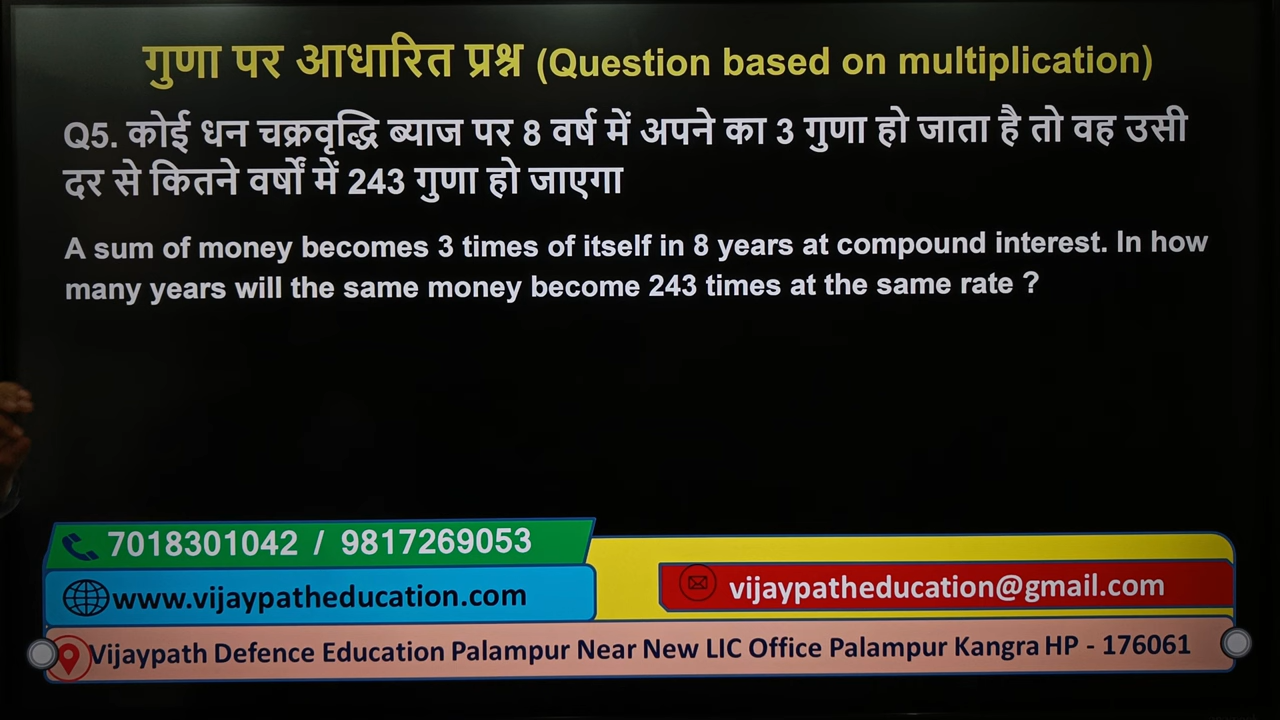 गुणा पर आधारित प्रश्न (Question based on multiplication)
Q5. कोई धन चक्रवृद्धि ब्याज पर 8 वर्ष में अपने का 3 गुणा हो जाता है तो वह उसी
दर से कितने वर्षों में 243 गुणा हो जाएगा
A sum of money becomes 3 times of itself in 8 years at compound interest. In how
many years will the same money become 243 times at the same rate ?
7018301042 / 9817269053
www.vijaypatheducation.com
vijaypatheducation@gmail.com
Vijaypath Defence Education Palampur Near New LIC Office Palampur Kangra HP - 176061